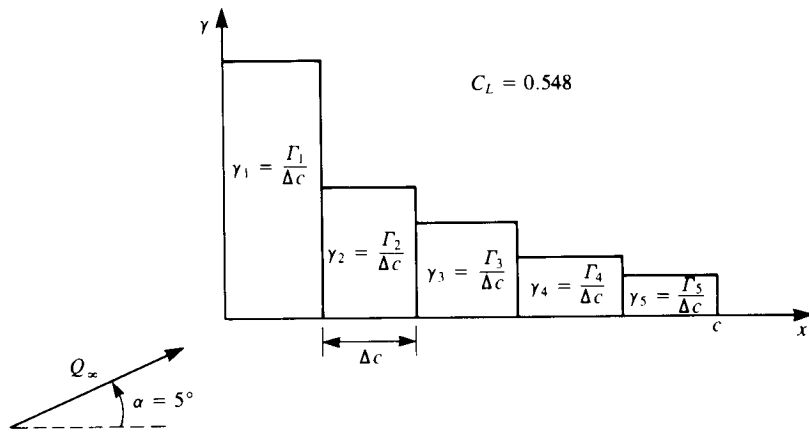 γ
C_L = 0.548
γ₁ = Γ₁/Δc
γ₂ = Γ₂/Δc
γ₃ = Γ₃/Δc
γ₄ = Γ₄/Δc
γ₅ = Γ₅/Δc
c
x
Δc
Q∞
α = 5°